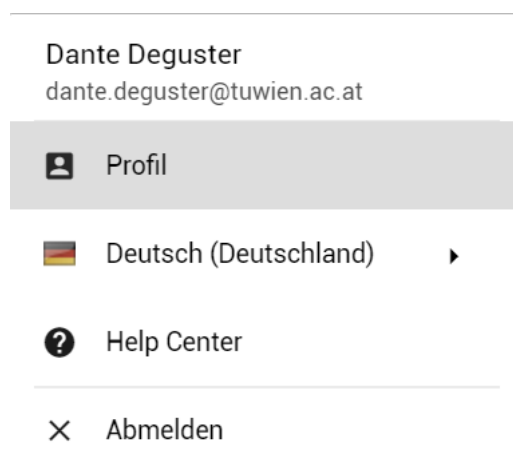 Dante Deguster
dante.deguster@tuwien.ac.at
Profil
Deutsch (Deutschland)
Help Center
Abmelden